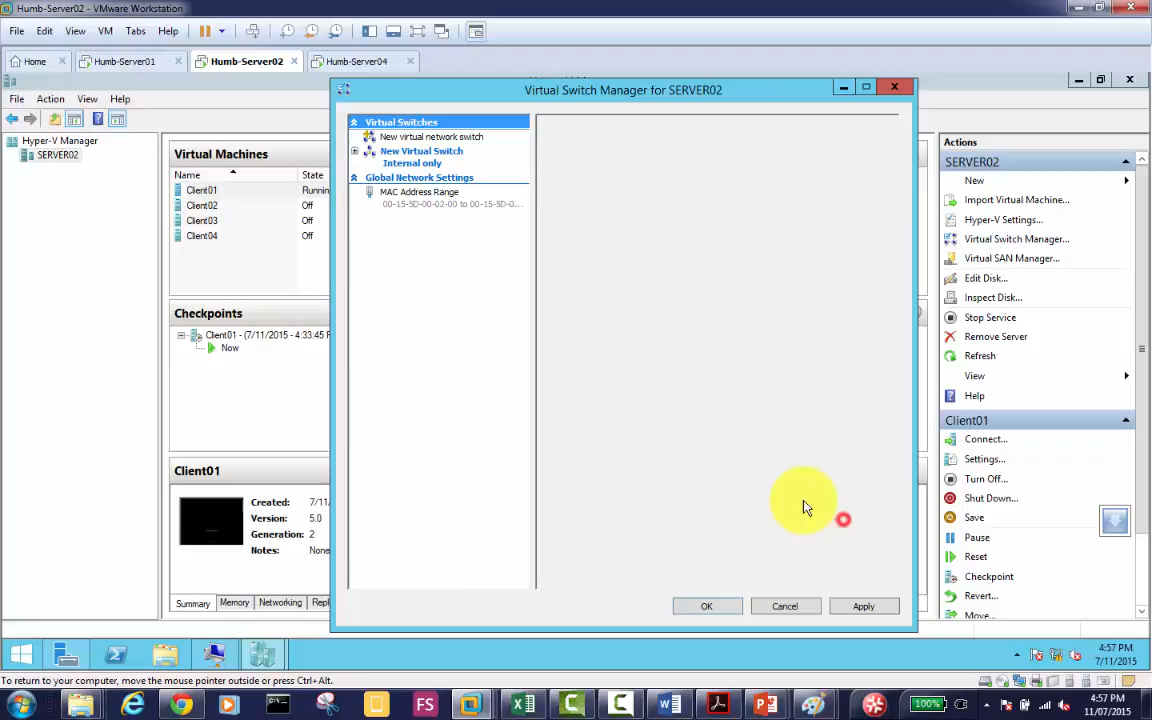 Humb-Server02 - VMware Workstation
File Edit View VM Tabs Help
Home Humb-Server01 Humb-Server02 Humb-Server04
Virtual Switch Manager for SERVER02
File Action View Help
Hyper-V Manager
SERVER02
Virtual Machines
Name State
Client01 Runnin
Client02 Off
Client03 Off
Client04 Off
Checkpoints
Client01 - (7/11/2015 - 4:33:45
Now
Client01
Created: 7/11/
Version: 5.0
Generation: 2
Notes: None
Summary Memory Networking Repl
Virtual Switches
New virtual network switch
New Virtual Switch
Internal only
Global Network Settings
MAC Address Range
00-15-5D-00-02-00 to 00-15-5D-0...
OK Cancel Apply
Actions
SERVER02
New
Import Virtual Machine...
Hyper-V Settings...
Virtual Switch Manager...
Virtual SAN Manager...
Edit Disk...
Inspect Disk...
Stop Service
Remove Server
Refresh
View
Help
Client01
Connect...
Settings...
Turn Off...
Shut Down...
Save
Pause
Reset
Checkpoint
Revert...
Move...
4:57 PM
7/11/2015
To return to your computer, move the mouse pointer outside or press Ctrl+Alt.
FS
100%
4:57 PM
11/07/2015